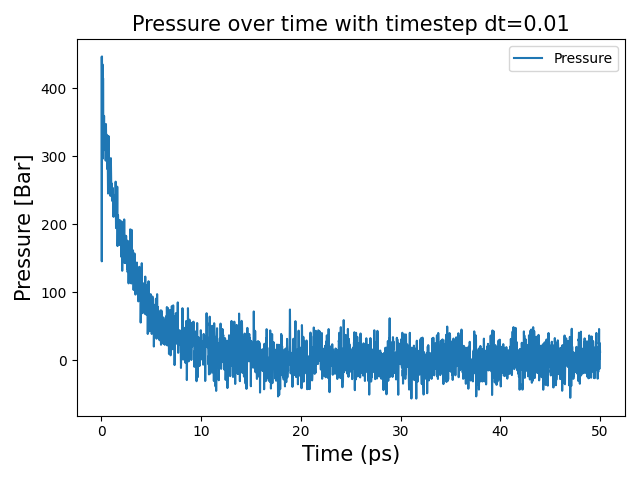 Pressure over time with timestep dt=0.01
Pressure
Pressure [Bar]
400
300
200
100
0
0 10 20 30 40 50
Time (ps)